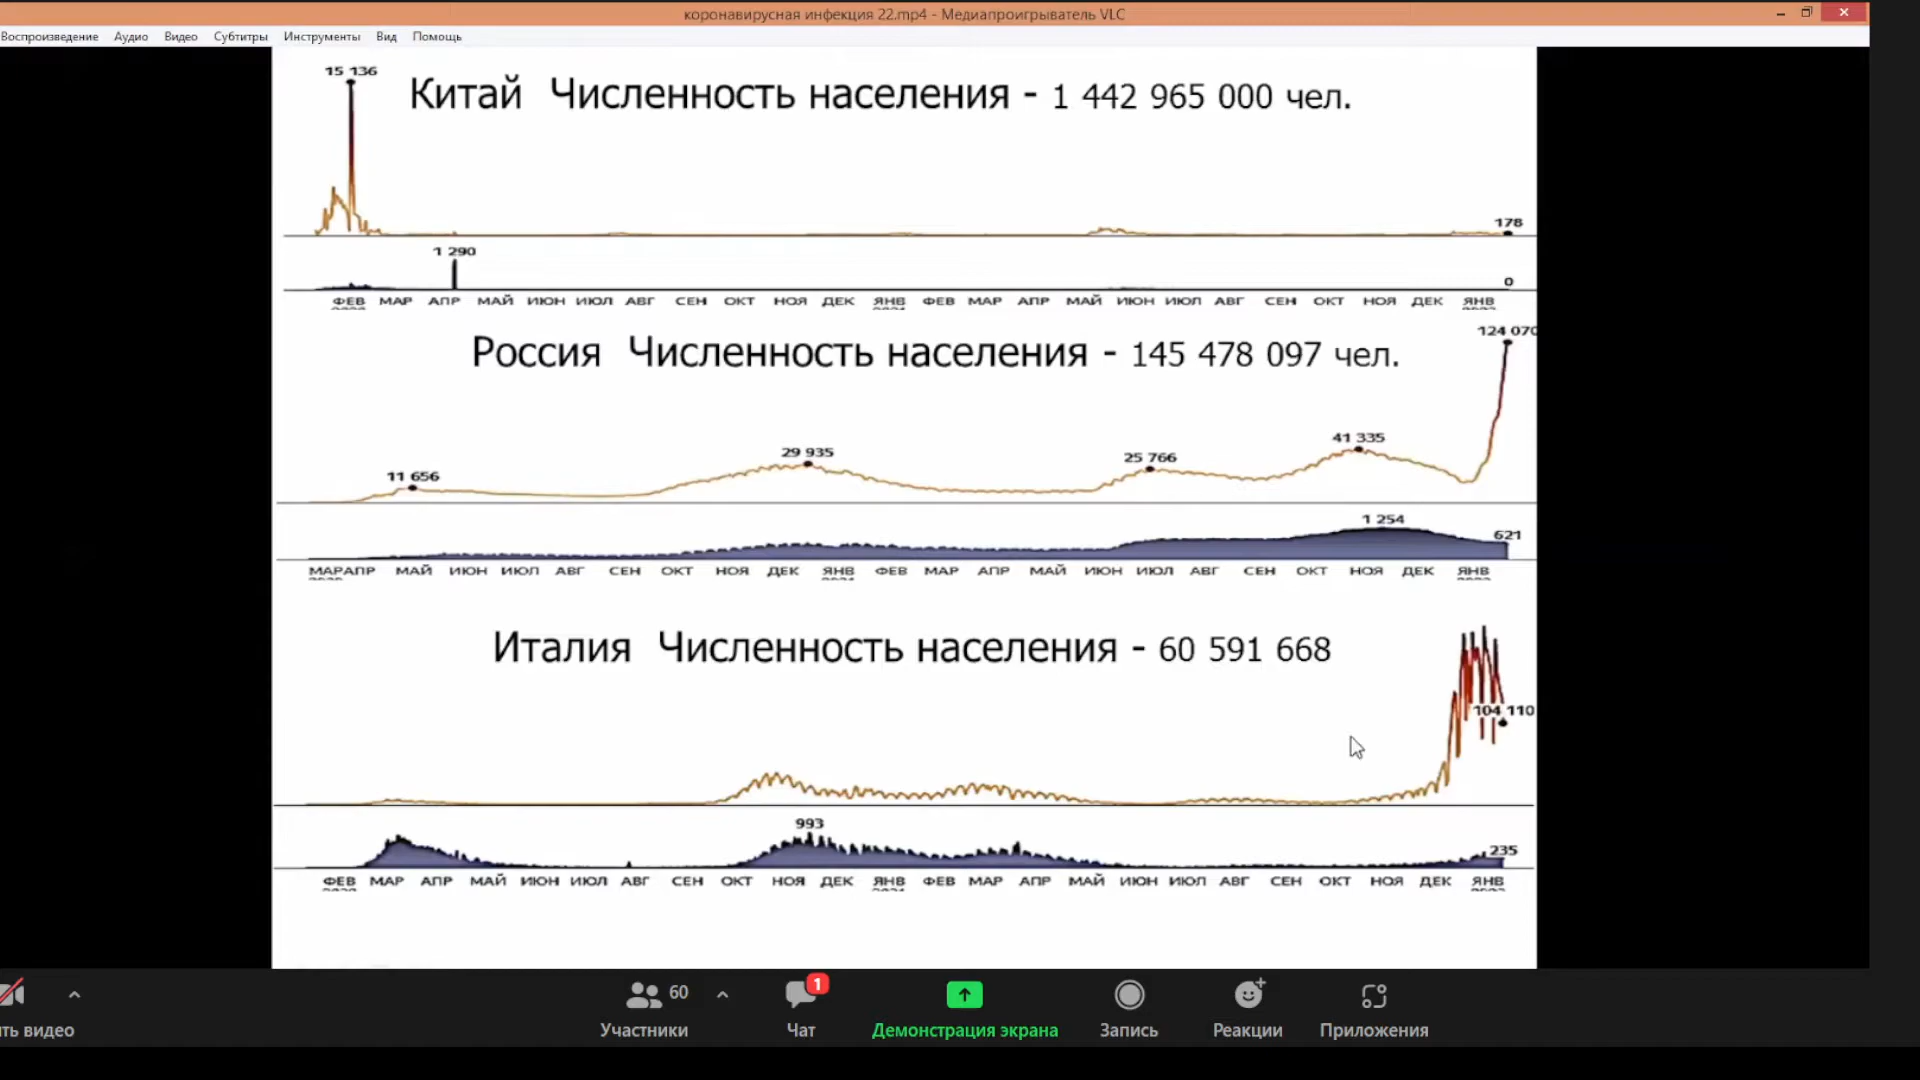 коронавирусная инфекция 22.mp4 - Медиапроигрыватель VLC
Воспроизведение Аудио Видео Субтитры Инструменты Вид Помощь
15 136
Китай Численность населения - 1 442 965 000 чел.
178
1 290
0
ФЕВ МАР АПР МАЙ ИЮН ИЮЛ АВГ СЕН ОКТ НОЯ ДЕК ЯНВ ФЕВ МАР АПР МАЙ ИЮН ИЮЛ АВГ СЕН ОКТ НОЯ ДЕК ЯНВ
124 070
Россия Численность населения - 145 478 097 чел.
41 335
29 935
25 766
11 656
1 254
621
МАР АПР МАЙ ИЮН ИЮЛ АВГ СЕН ОКТ НОЯ ДЕК ЯНВ ФЕВ МАР АПР МАЙ ИЮН ИЮЛ АВГ СЕН ОКТ НОЯ ДЕК ЯНВ
Италия Численность населения - 60 591 668
104 110
993
235
ФЕВ МАР АПР МАЙ ИЮН ИЮЛ АВГ СЕН ОКТ НОЯ ДЕК ЯНВ ФЕВ МАР АПР МАЙ ИЮН ИЮЛ АВГ СЕН ОКТ НОЯ ДЕК ЯНВ
60
1
ть видео Участники Чат Демонстрация экрана Запись Реакции Приложения